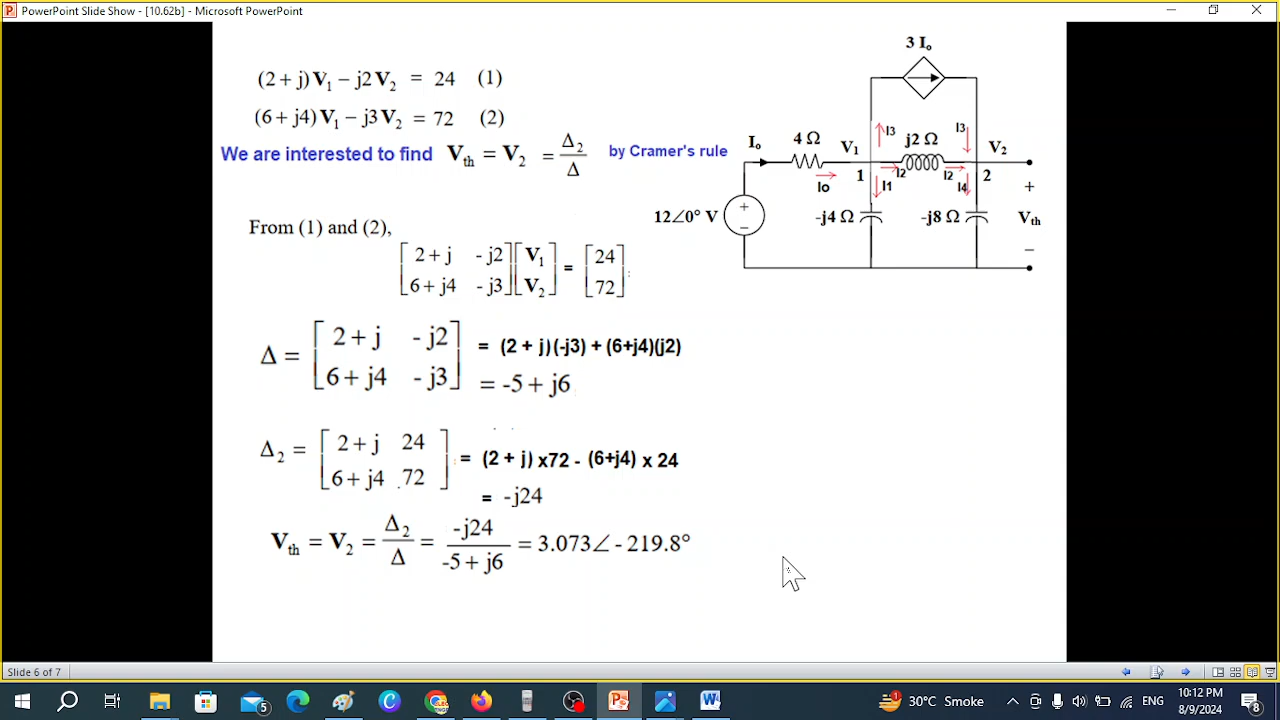 PowerPoint Slide Show - [10.62b] - Microsoft PowerPoint
(2 + j)V₁ − j2V₂ = 24 (1)
(6 + j4)V₁ − j3V₂ = 72 (2)
We are interested to find Vth = V₂ = Δ₂/Δ by Cramer's rule
From (1) and (2),
[2 + j - j2] [V₁] = [24]
[6 + j4 - j3] [V₂] [72]
Δ = [2 + j - j2] = (2 + j)(-j3) + (6+j4)(j2)
[6 + j4 - j3] = -5 + j6
Δ₂ = [2 + j 24] = (2 + j) x72 - (6+j4) x 24
[6 + j4 72] = -j24
Vth = V₂ = Δ₂/Δ = -j24/-5 + j6 = 3.073∠ - 219.8°
3 Iₒ
I3 I3
Iₒ 4 Ω V₁ j2 Ω V₂
Io 1 I2 I2 2
I1 I4
+
12∠0° V + − -j4 Ω -j8 Ω Vth
−
Slide 6 of 7
5 30°C Smoke ENG 10:12 PM 8/9/2024 8